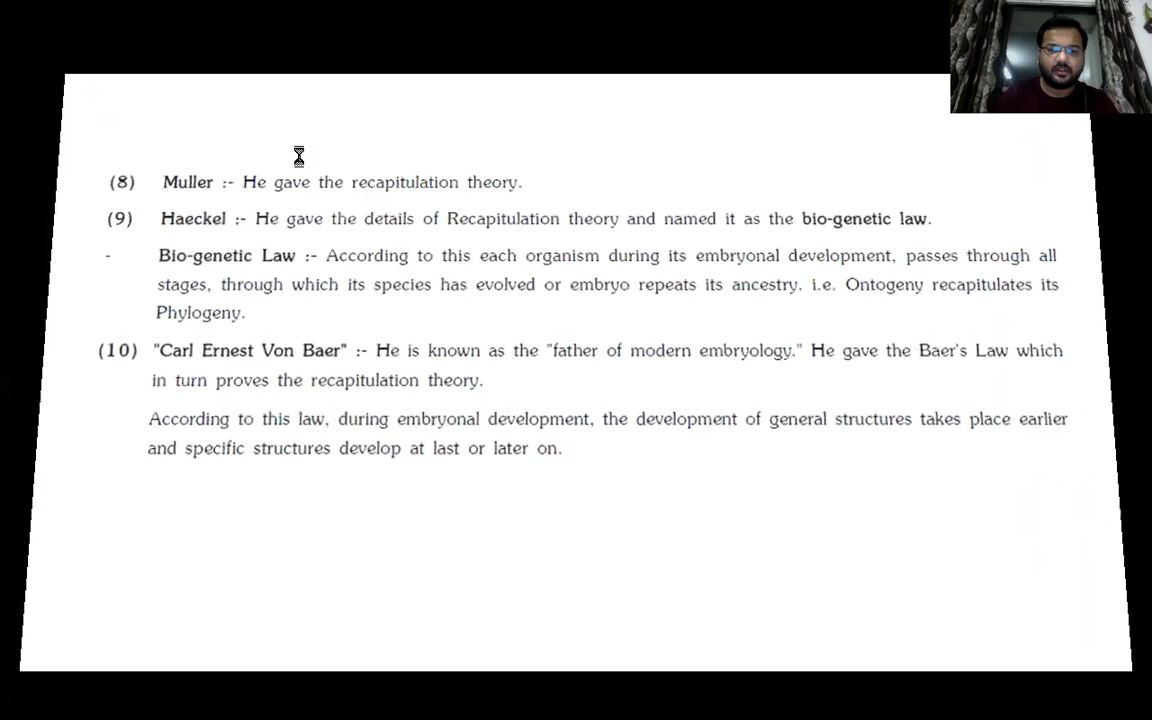 (8) Muller :- He gave the recapitulation theory.
(9) Haeckel :- He gave the details of Recapitulation theory and named it as the bio-genetic law.
- Bio-genetic Law :- According to this each organism during its embryonal development, passes through all
stages, through which its species has evolved or embryo repeats its ancestry. i.e. Ontogeny recapitulates its
Phylogeny.
(10) "Carl Ernest Von Baer" :- He is known as the "father of modern embryology." He gave the Baer's Law which
in turn proves the recapitulation theory.
According to this law, during embryonal development, the development of general structures takes place earlier
and specific structures develop at last or later on.